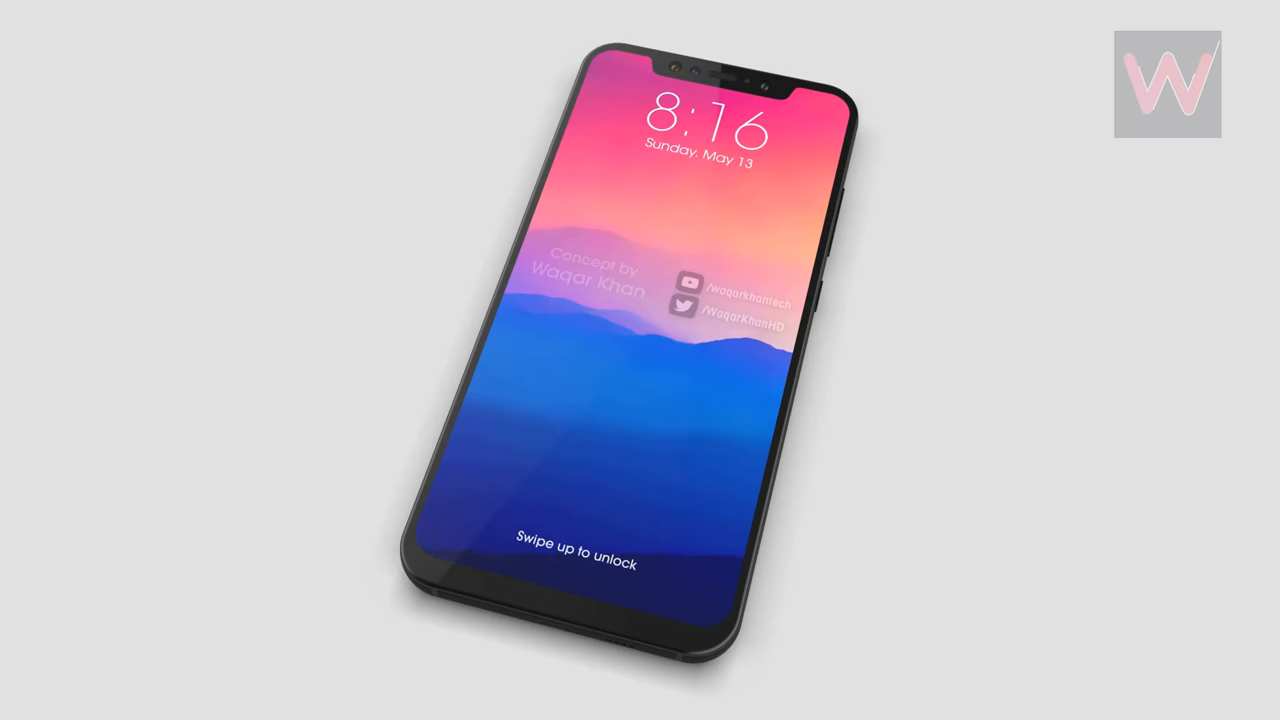 W
8:16
Sunday, May 13
Concept by
Waqar Khan
/waqarkhantech
/WaqarKhanHD
Swipe up to unlock